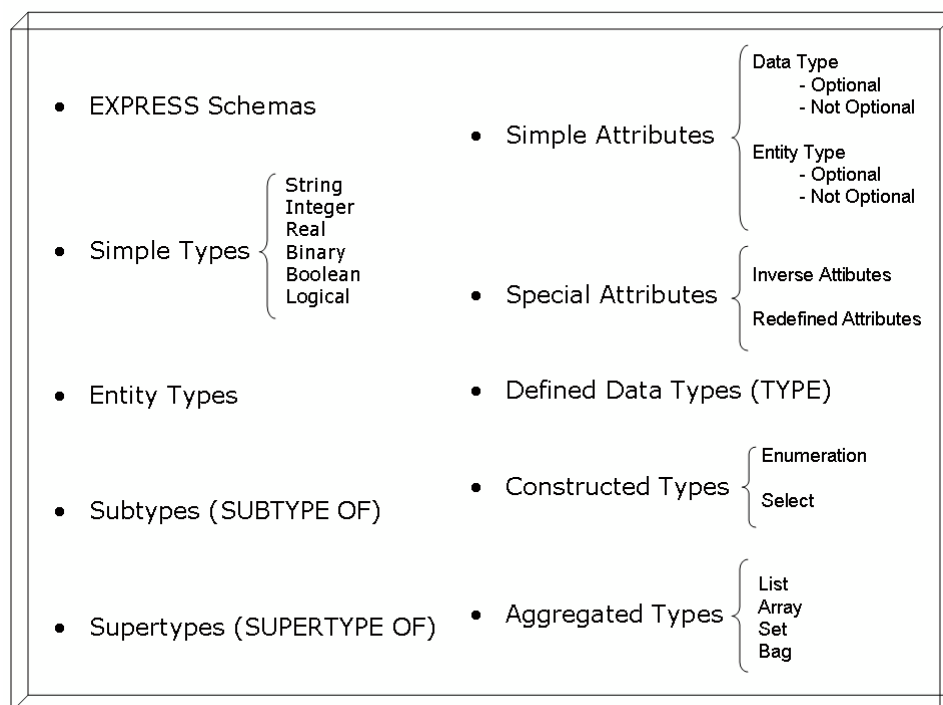 • EXPRESS Schemas
• Simple Types
String
Integer
Real
Binary
Boolean
Logical
• Entity Types
• Subtypes (SUBTYPE OF)
• Supertypes (SUPERTYPE OF)
• Simple Attributes
Data Type
- Optional
- Not Optional
Entity Type
- Optional
- Not Optional
• Special Attributes
Inverse Attibutes
Redefined Attributes
• Defined Data Types (TYPE)
• Constructed Types
Enumeration
Select
• Aggregated Types
List
Array
Set
Bag